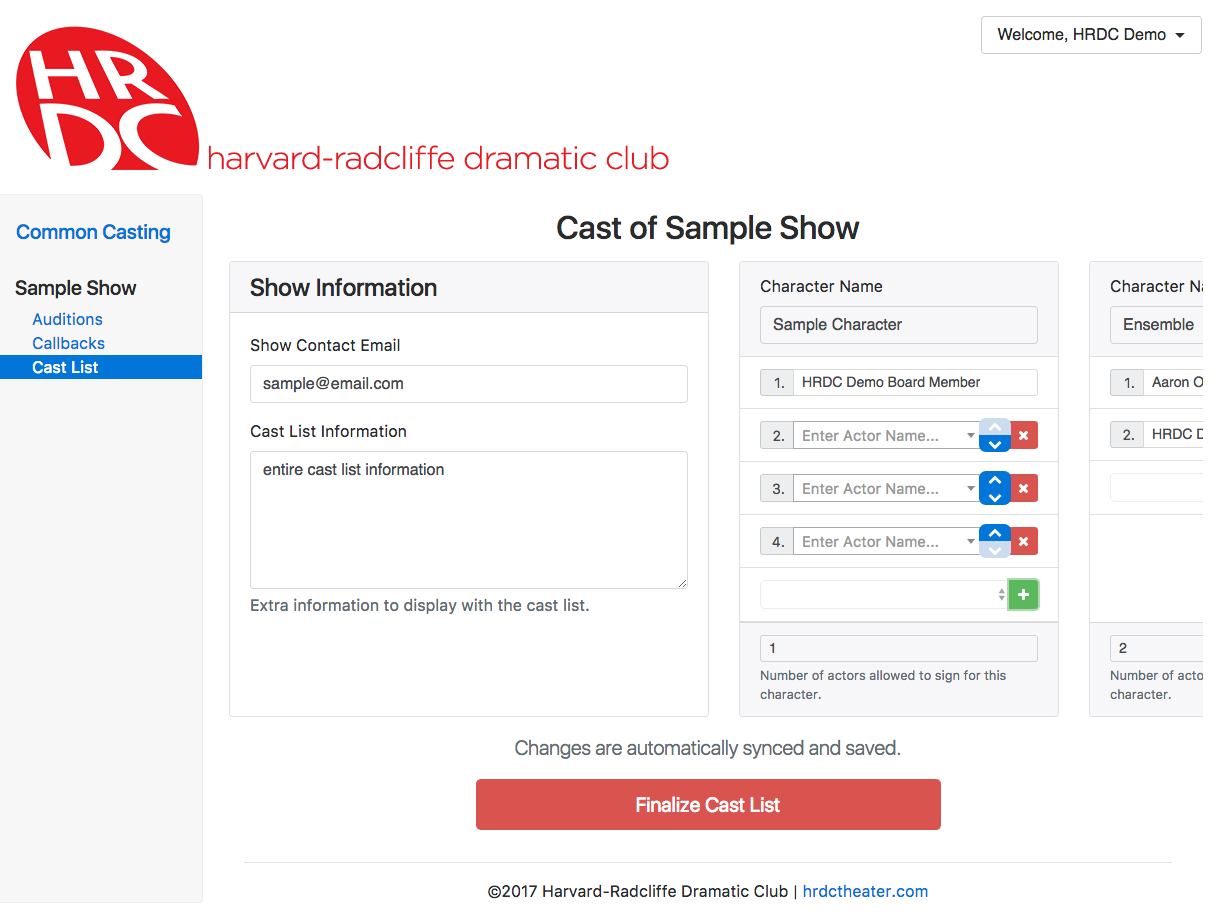 HR
DC
harvard-radcliffe dramatic club
Welcome, HRDC Demo
Common Casting
Sample Show
Auditions
Callbacks
Cast List
Cast of Sample Show
Show Information
Show Contact Email
sample@email.com
Cast List Information
entire cast list information
Extra information to display with the cast list.
Character Name
Sample Character
1. HRDC Demo Board Member
2. Enter Actor Name...
3. Enter Actor Name...
4. Enter Actor Name...
1
Number of actors allowed to sign for this
character.
Character Na
Ensemble
1. Aaron O
2. HRDC D
2
Number of acto
character.
Changes are automatically synced and saved.
Finalize Cast List
©2017 Harvard-Radcliffe Dramatic Club | hrdctheater.com